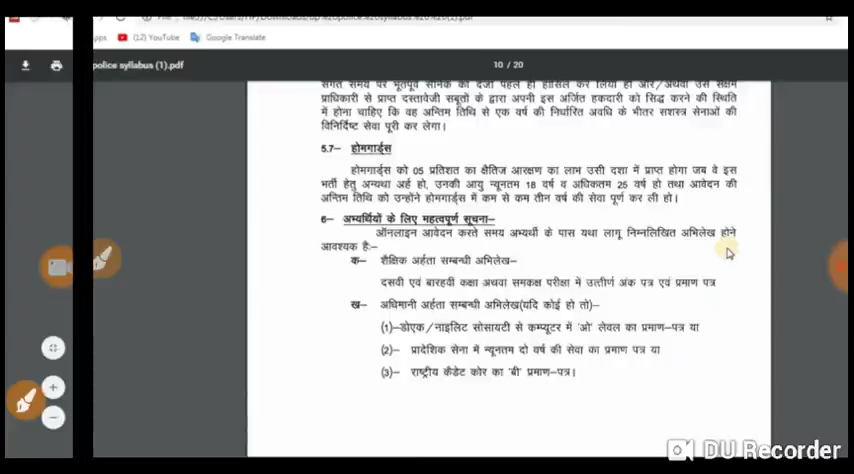 Apps (12) YouTube Google Translate
police syllabus (1).pdf 10 / 20
संगत समय पर भूतपूर्व सैनिक का दर्जा पहले ही हासिल कर लिया हो और/अथवा उसे सक्षम
प्राधिकारी से प्राप्त दस्तावेजी सबूतों के द्वारा अपनी इस अर्जित हकदारी को सिद्ध करने की स्थिति
में होना चाहिए कि वह अन्तिम तिथि से एक वर्ष की निर्धारित अवधि के भीतर सशस्त्र सेनाओं की
विनिर्दिष्ट सेवा पूरी कर लेगा।
5.7– होमगार्ड्स
होमगार्ड्स को 05 प्रतिशत का क्षैतिज आरक्षण का लाभ उसी दशा में प्राप्त होगा जब वे इस
भर्ती हेतु अन्यथा अर्ह हो, उनकी आयु न्यूनतम 18 वर्ष व अधिकतम 25 वर्ष हो तथा आवेदन की
अन्तिम तिथि को उन्होंने होमगार्ड्स में कम से कम तीन वर्ष की सेवा पूर्ण कर ली हो।
6– अभ्यर्थियों के लिए महत्वपूर्ण सूचना–
ऑनलाइन आवेदन करते समय अभ्यर्थी के पास यथा लागू निम्नलिखित अभिलेख होने
आवश्यक है:–
क– शैक्षिक अर्हता सम्बन्धी अभिलेख–
दसवी एवं बारहवीं कक्षा अथवा समकक्ष परीक्षा में उत्तीर्ण अंक पत्र एवं प्रमाण पत्र
ख– अधिमानी अर्हता सम्बन्धी अभिलेख(यदि कोई हो तो)–
(1)–डोएक/नाइलिट सोसायटी से कम्प्यूटर में 'ओ' लेवल का प्रमाण–पत्र या
(2)– प्रादेशिक सेना में न्यूनतम दो वर्ष की सेवा का प्रमाण पत्र या
(3)– राष्ट्रीय कैडेट कोर का 'बी' प्रमाण–पत्र।
DU Recorder